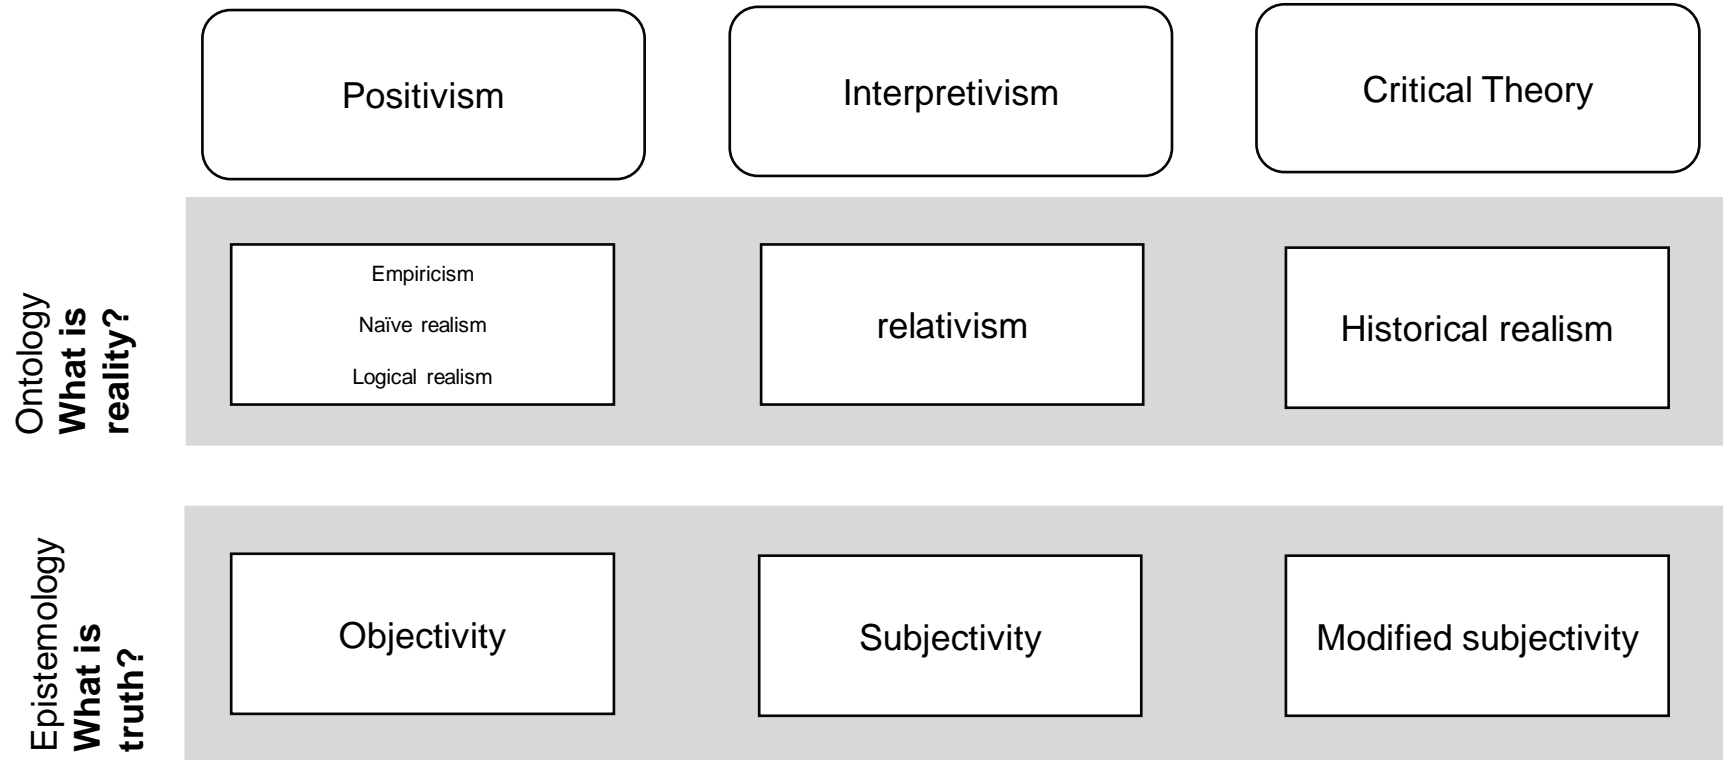 Positivism
Interpretivism
Critical Theory
Ontology
What is
reality?
Empiricism
Naïve realism
Logical realism
relativism
Historical realism
Epistemology
What is
truth?
Objectivity
Subjectivity
Modified subjectivity